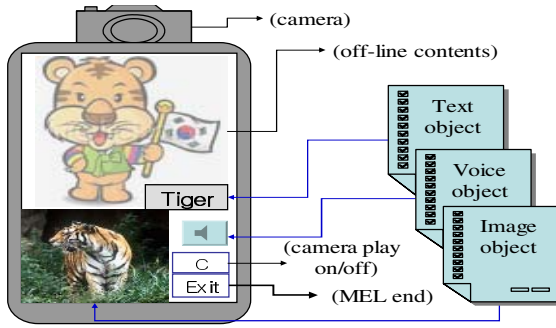 (camera)
(off-line contents)
Text
object
Voice
object
Image
object
Tiger
C
Exit
(camera play
on/off)
(MEL end)